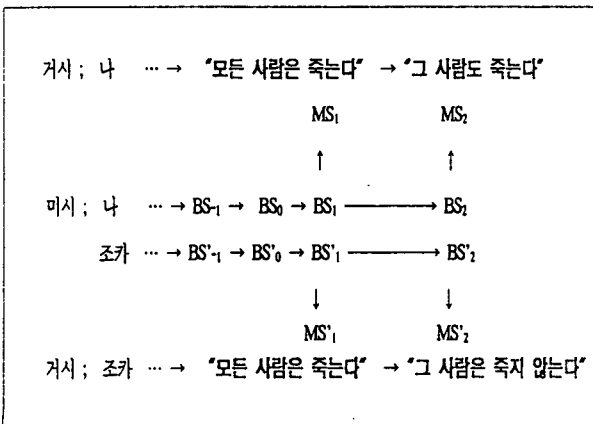 거시 ; 나 ⋯ → "모든 사람은 죽는다" → "그 사람도 죽는다"
MS₁ MS₂
↑ ↑
미시 ; 나 ⋯ → BS₋₁ → BS₀ → BS₁ → BS₂
조카 ⋯ → BS'₋₁ → BS'₀ → BS'₁ → BS'₂
↓ ↓
MS'₁ MS'₂
거시 ; 조카 ⋯ → "모든 사람은 죽는다" → "그 사람은 죽지 않는다"